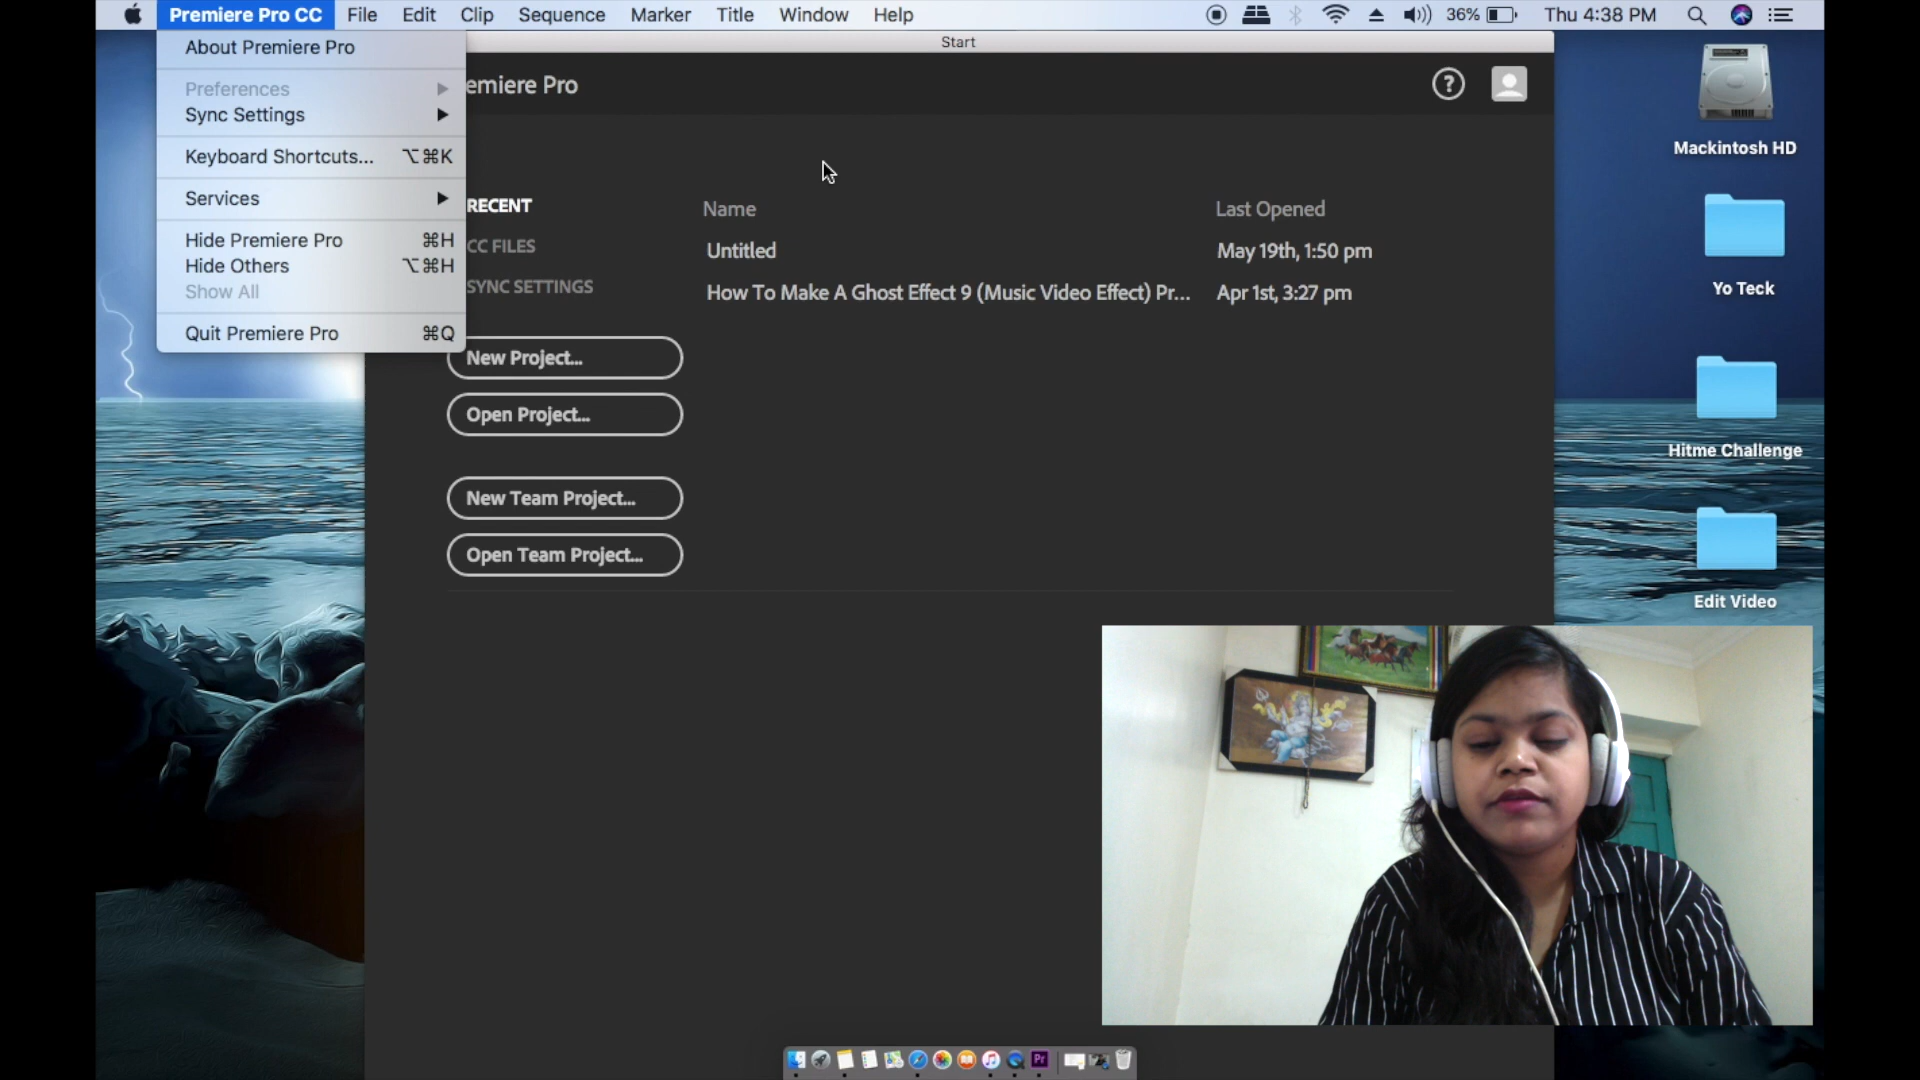 Premiere Pro CC File Edit Clip Sequence Marker Title Window Help 36% Thu 4:38 PM
About Premiere Pro
Preferences
Sync Settings
Keyboard Shortcuts... ⌥⌘K
Services
Hide Premiere Pro ⌘H
Hide Others ⌥⌘H
Show All
Quit Premiere Pro ⌘Q
Start
emiere Pro
?
RECENT
CC FILES
SYNC SETTINGS
New Project...
Open Project...
New Team Project...
Open Team Project...
Name Last Opened
Untitled May 19th, 1:50 pm
How To Make A Ghost Effect 9 (Music Video Effect) Pr... Apr 1st, 3:27 pm
Mackintosh HD
Yo Teck
Hitme Challenge
Edit Video
Pr